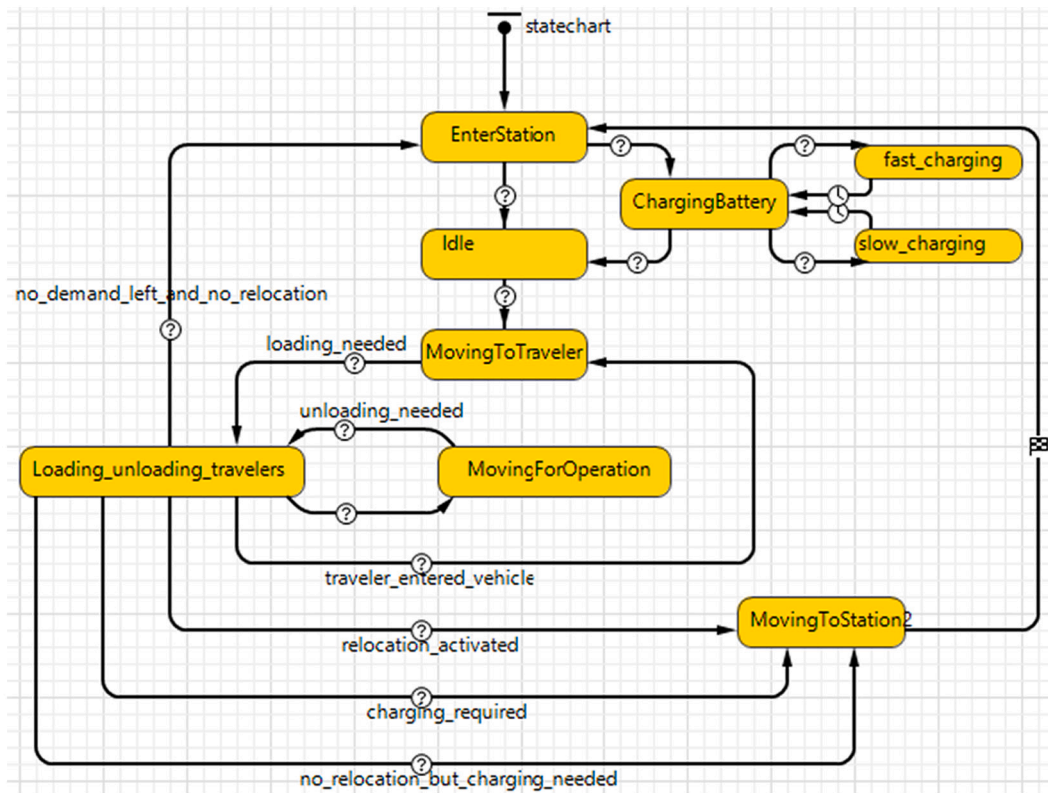 statechart
EnterStation
fast_charging
ChargingBattery
Idle
slow_charging
no_demand_left_and_no_relocation
loading_needed
MovingToTraveler
unloading_needed
Loading_unloading_travelers
MovingForOperation
traveler_entered_vehicle
MovingToStation2
relocation_activated
charging_required
no_relocation_but_charging_needed